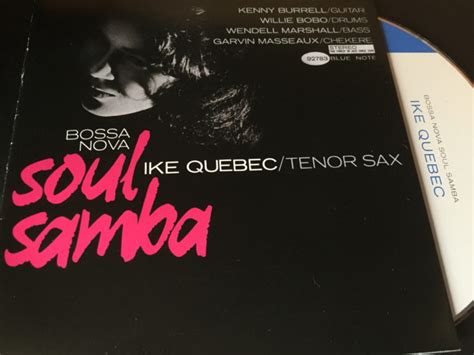 KENNY BURRELL/GUITAR
WILLIE BOBO/DRUMS
WENDELL MARSHALL/BASS
GARVIN MASSEAUX/CHEKERE
STEREO
92783 BLUE NOTE
BOSSA
NOVA
soul
samba
IKE QUEBEC/TENOR SAX
BOSSA NOVA SOUL SAMBA
IKE QUEBEC